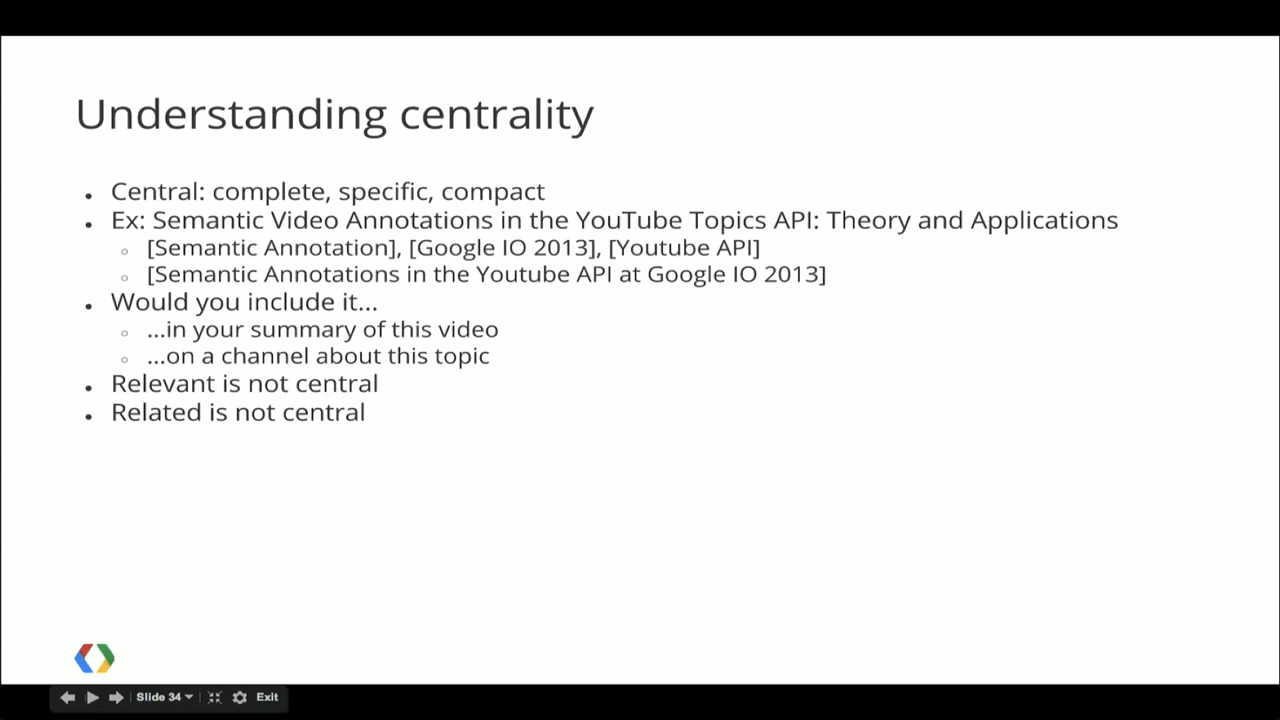 Understanding centrality
Central: complete, specific, compact
Ex: Semantic Video Annotations in the YouTube Topics API: Theory and Applications
[Semantic Annotation], [Google IO 2013], [Youtube API]
[Semantic Annotations in the Youtube API at Google IO 2013]
Would you include it...
...in your summary of this video
...on a channel about this topic
Relevant is not central
Related is not central
Slide 34 Exit